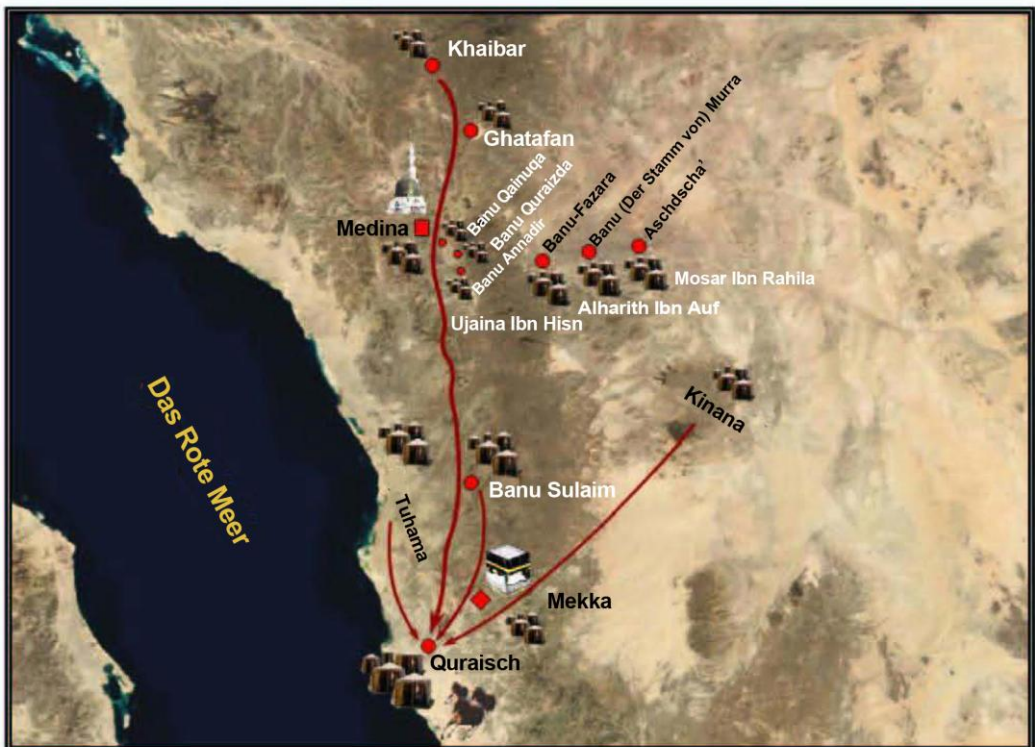 Khaibar
Ghatafan
Banu Qainuqa
Banu Quraizda
Banu Annadir
Banu-Fazara
Banu (Der Stamm von) Murra
Aschdscha’
Medina
Mosar Ibn Rahila
Alharith Ibn Auf
Ujaina Ibn Hisn
Kinana
Das Rote Meer
Banu Sulaim
Tuhama
Mekka
Quraisch